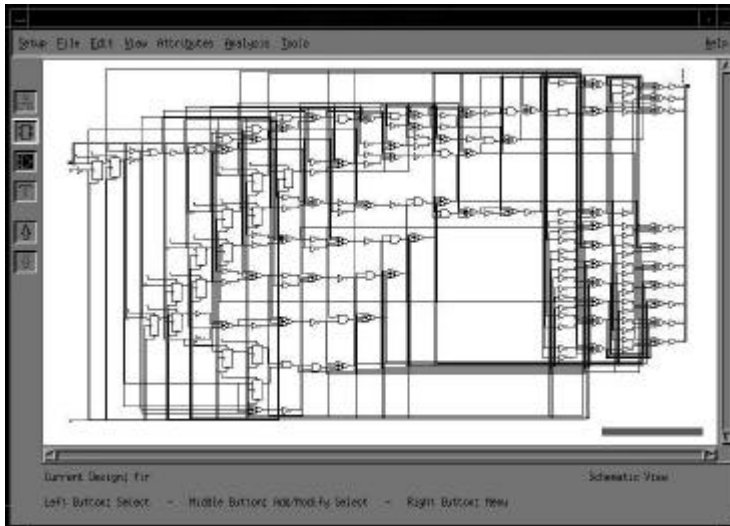 Setup File Edit View Attributes Analysis Tools Help
Current Design: fir Schematic View
Left Button: Select - Middle Button: Add/Modify Select - Right Button: Menu